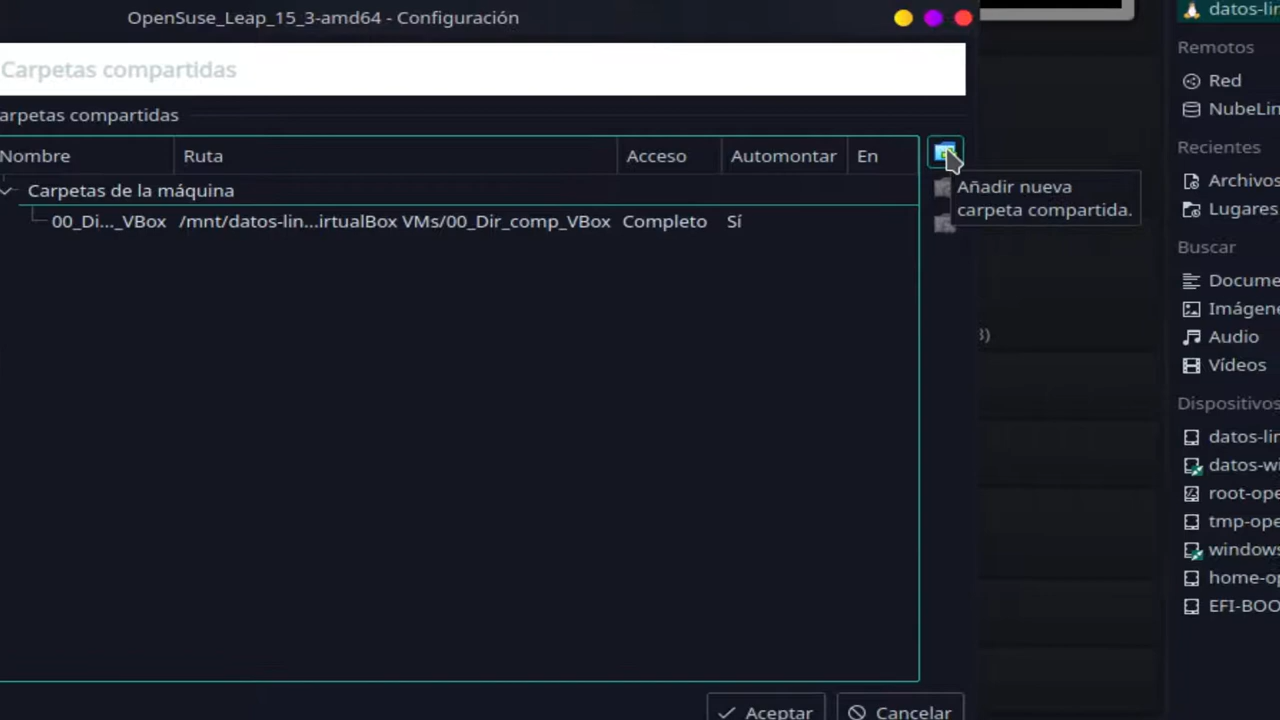 OpenSuse_Leap_15_3-amd64 - Configuración
Carpetas compartidas
arpetas compartidas
Nombre Ruta Acceso Automontar En
Carpetas de la máquina
00_Di..._VBox /mnt/datos-lin...irtualBox VMs/00_Dir_comp_VBox Completo Sí
Añadir nueva
carpeta compartida.
Aceptar Cancelar
3)
datos-lin
Remotos
Red
NubeLin
Recientes
Archivos
Lugares
Buscar
Docume
Imágene
Audio
Vídeos
Dispositivos
datos-lin
datos-wi
root-ope
tmp-ope
windows
home-op
EFI-BOO